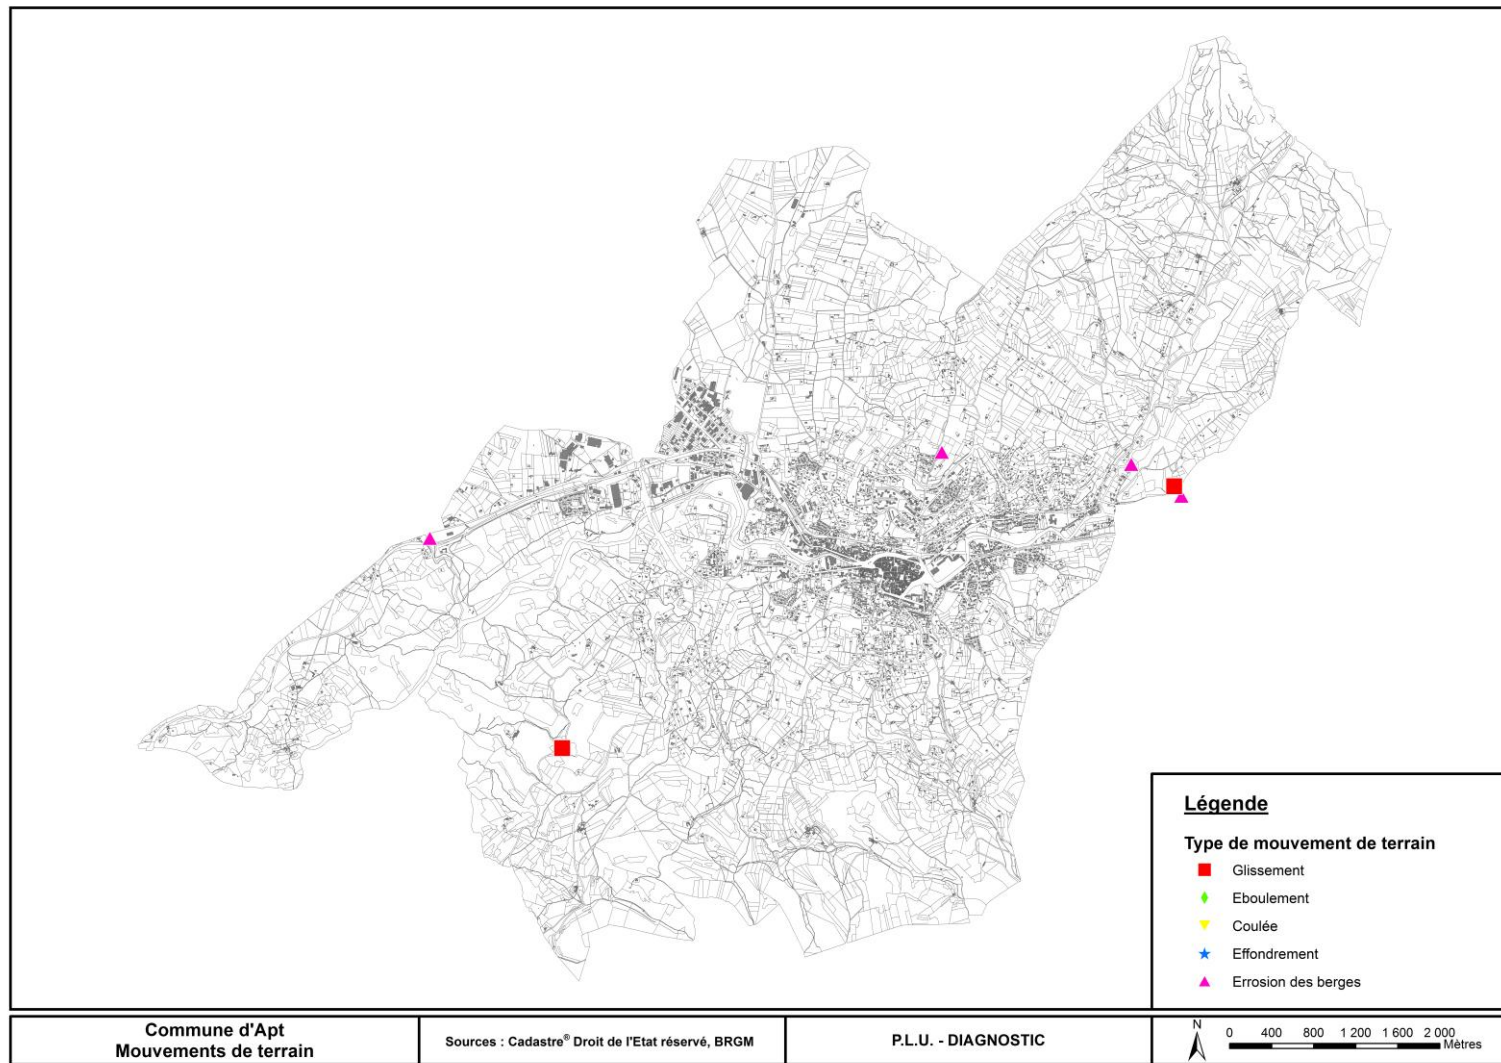 Légende
Type de mouvement de terrain
Glissement
Eboulement
Coulée
Effondrement
Errosion des berges
Commune d'Apt
Mouvements de terrain
Sources : Cadastre® Droit de l'Etat réservé, BRGM
P.L.U. - DIAGNOSTIC
N
0 400 800 1 200 1 600 2 000
Mètres